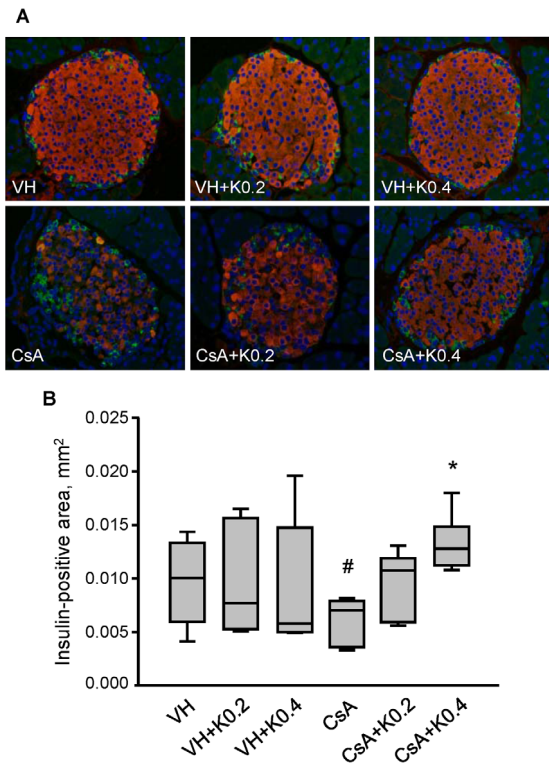 A
VH
VH+K0.2
VH+K0.4
CsA
CsA+K0.2
CsA+K0.4
B
Insulin-positive area, mm²
0.025
0.020
0.015
0.010
0.005
0.000
#
*
VH
VH+K0.2
VH+K0.4
CsA
CsA+K0.2
CsA+K0.4